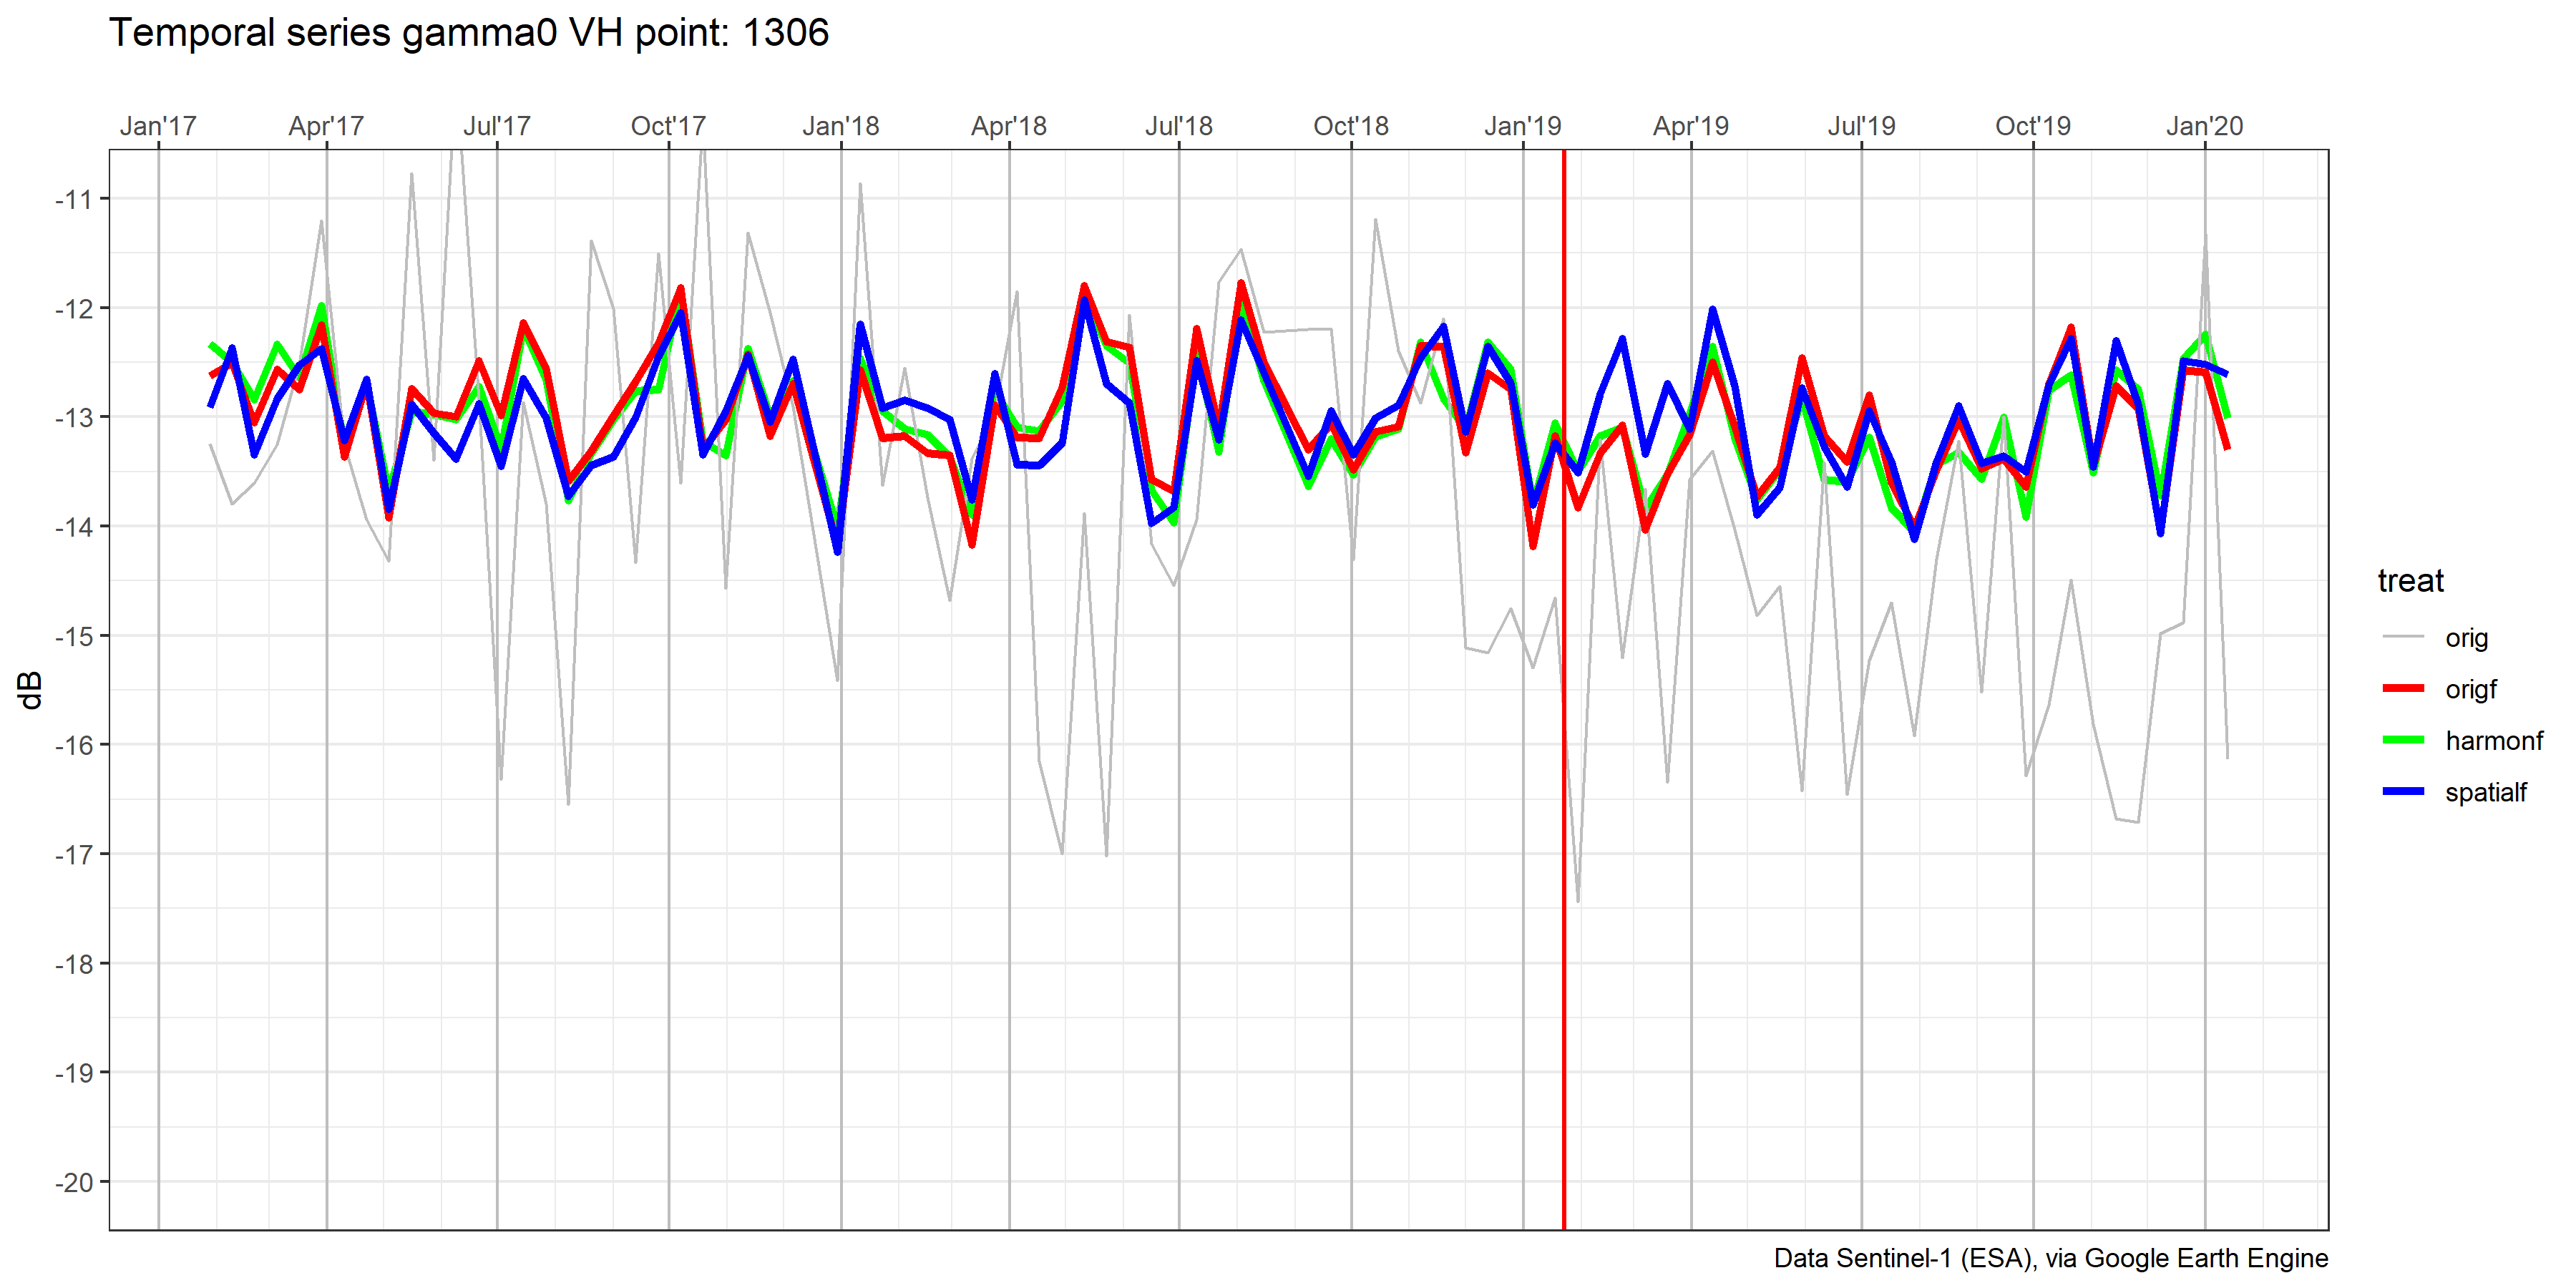 Temporal series gamma0 VH point: 1306
Jan'17 Apr'17 Jul'17 Oct'17 Jan'18 Apr'18 Jul'18 Oct'18 Jan'19 Apr'19 Jul'19 Oct'19 Jan'20
-11
-12
-13
-14
-15
-16
-17
-18
-19
-20
dB
treat
orig
origf
harmonf
spatialf
Data Sentinel-1 (ESA), via Google Earth Engine